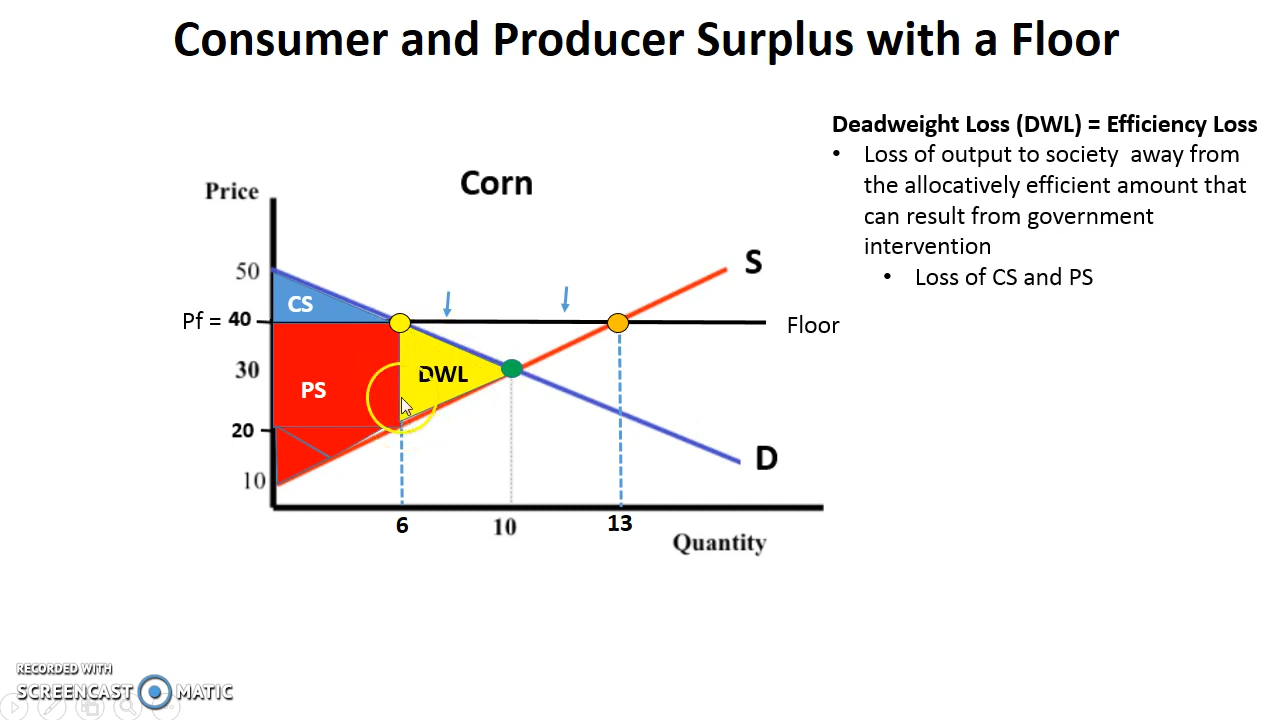 Consumer and Producer Surplus with a Floor
Deadweight Loss (DWL) = Efficiency Loss
• Loss of output to society away from
the allocatively efficient amount that
can result from government
intervention
• Loss of CS and PS
Corn
Price
S
50
CS
Pf = 40
Floor
30
DWL
PS
20
D
10
6
10
13
Quantity
RECORDED WITH
SCREENCAST MATIC